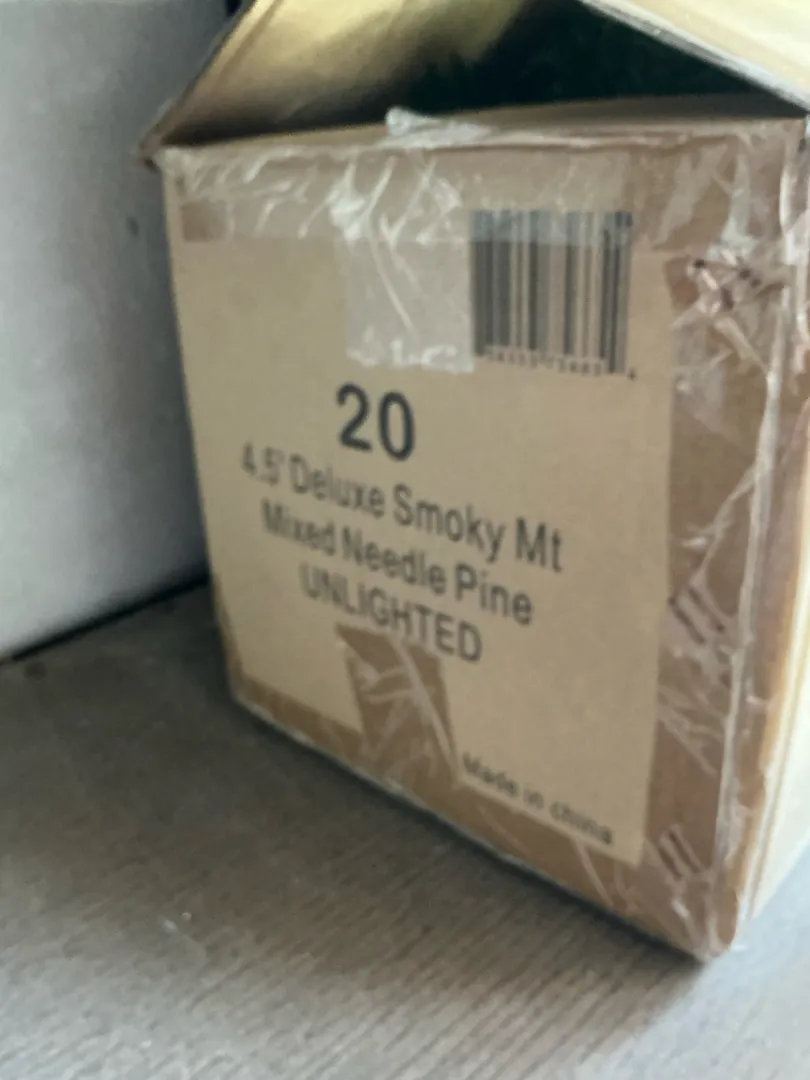 20
4.5' Deluxe Smoky Mt
Mixed Needle Pine
UNLIGHTED
Made in china